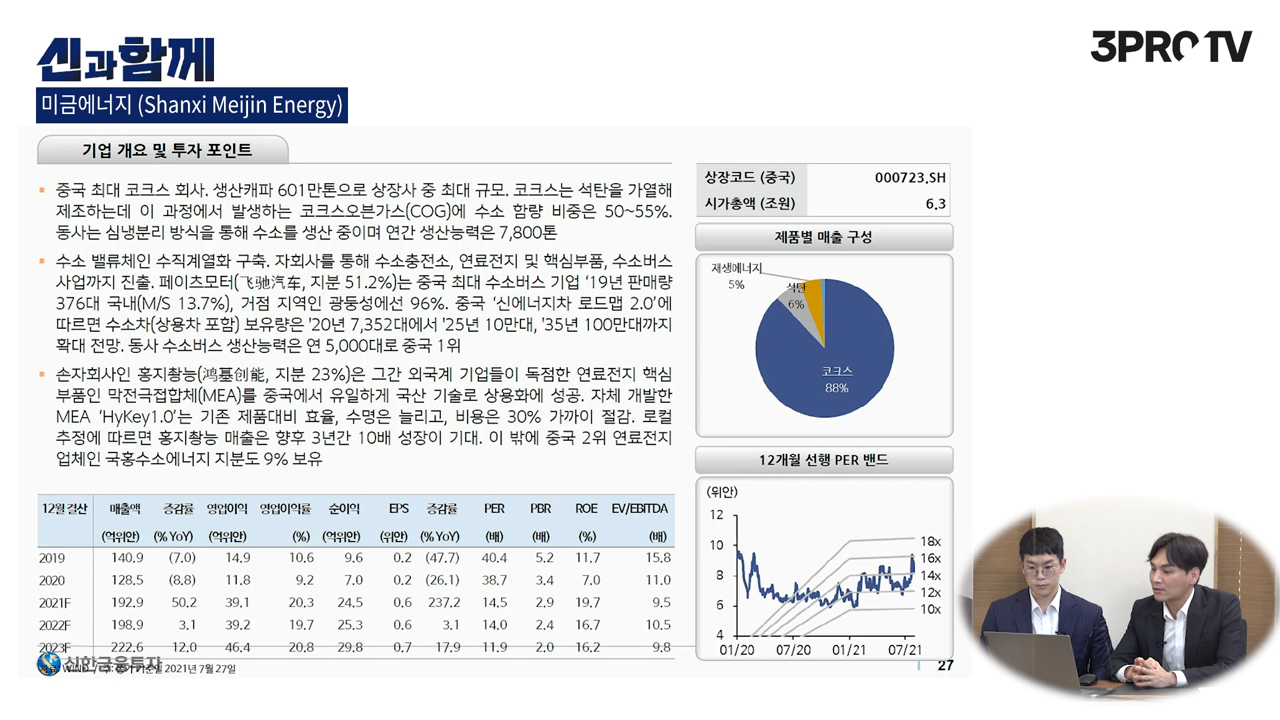 신과함께
3PRO TV
미금에너지 (Shanxi Meijin Energy)
기업 개요 및 투자 포인트
중국 최대 코크스 회사. 생산캐파 601만톤으로 상장사 중 최대 규모. 코크스는 석탄을 가열해
제조하는데 이 과정에서 발생하는 코크스오븐가스(COG)에 수소 함량 비중은 50~55%.
동사는 심냉분리 방식을 통해 수소를 생산 중이며 연간 생산능력은 7,800톤
수소 밸류체인 수직계열화 구축. 자회사를 통해 수소충전소, 연료전지 및 핵심부품, 수소버스
사업까지 진출. 페이츠모터(飞驰汽车, 지분 51.2%)는 중국 최대 수소버스 기업 '19년 판매량
376대 국내(M/S 13.7%), 거점 지역인 광둥성에선 96%. 중국 '신에너지차 로드맵 2.0'에
따르면 수소차(상용차 포함) 보유량은 '20년 7,352대에서 '25년 10만대, '35년 100만대까지
확대 전망. 동사 수소버스 생산능력은 연 5,000대로 중국 1위
손자회사인 홍지촹능(鸿基创能, 지분 23%)은 그간 외국계 기업들이 독점한 연료전지 핵심
부품인 막전극접합체(MEA)를 중국에서 유일하게 국산 기술로 상용화에 성공. 자체 개발한
MEA 'HyKey1.0'는 기존 제품대비 효율, 수명은 늘리고, 비용은 30% 가까이 절감. 로컬
추정에 따르면 홍지촹능 매출은 향후 3년간 10배 성장이 기대. 이 밖에 중국 2위 연료전지
업체인 국홍수소에너지 지분도 9% 보유
상장코드 (중국) 000723.SH
시가총액 (조원) 6.3
제품별 매출 구성
재생에너지
5%
석탄
6%
코크스
88%
12개월 선행 PER 밴드
(위안)
12
10
8
6
4
18x
16x
14x
12x
10x
01/20 07/20 01/21 07/21
12월 결산 매출액 증감률 영업이익 영업이익률 순이익 EPS 증감률 PER PBR ROE EV/EBITDA
(억위안) (% YoY) (억위안) (%) (억위안) (위안) (% YoY) (배) (배) (%) (배)
2019 140.9 (7.0) 14.9 10.6 9.6 0.2 (47.7) 40.4 5.2 11.7 15.8
2020 128.5 (8.8) 11.8 9.2 7.0 0.2 (26.1) 38.7 3.4 7.0 11.0
2021F 192.9 50.2 39.1 20.3 24.5 0.6 237.2 14.5 2.9 19.7 9.5
2022F 198.9 3.1 39.2 19.7 25.3 0.6 3.1 14.0 2.4 16.7 10.5
2023F 222.6 12.0 46.4 20.8 29.8 0.7 17.9 11.9 2.0 16.2 9.8
신한금융투자
WIND 2021년 7월 27일
27